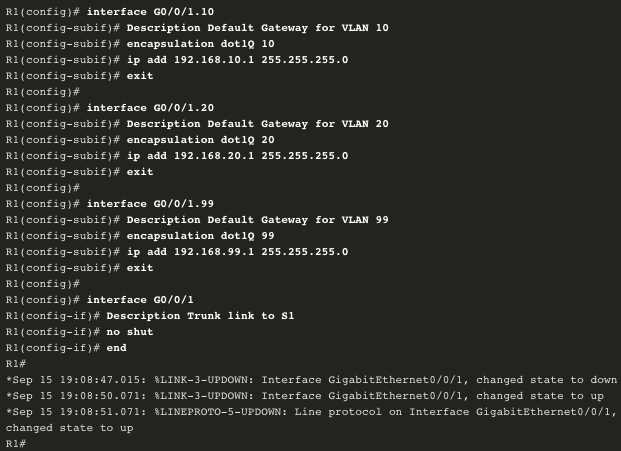 R1(config)# interface G0/0/1.10
R1(config-subif)# Description Default Gateway for VLAN 10
R1(config-subif)# encapsulation dot1Q 10
R1(config-subif)# ip add 192.168.10.1 255.255.255.0
R1(config-subif)# exit
R1(config)#
R1(config)# interface G0/0/1.20
R1(config-subif)# Description Default Gateway for VLAN 20
R1(config-subif)# encapsulation dot1Q 20
R1(config-subif)# ip add 192.168.20.1 255.255.255.0
R1(config-subif)# exit
R1(config)#
R1(config)# interface G0/0/1.99
R1(config-subif)# Description Default Gateway for VLAN 99
R1(config-subif)# encapsulation dot1Q 99
R1(config-subif)# ip add 192.168.99.1 255.255.255.0
R1(config-subif)# exit
R1(config)#
R1(config)# interface G0/0/1
R1(config-if)# Description Trunk link to S1
R1(config-if)# no shut
R1(config-if)# end
R1#
*Sep 15 19:08:47.015: %LINK-3-UPDOWN: Interface GigabitEthernet0/0/1, changed state to down
*Sep 15 19:08:50.071: %LINK-3-UPDOWN: Interface GigabitEthernet0/0/1, changed state to up
*Sep 15 19:08:51.071: %LINEPROTO-5-UPDOWN: Line protocol on Interface GigabitEthernet0/0/1,
changed state to up
R1#